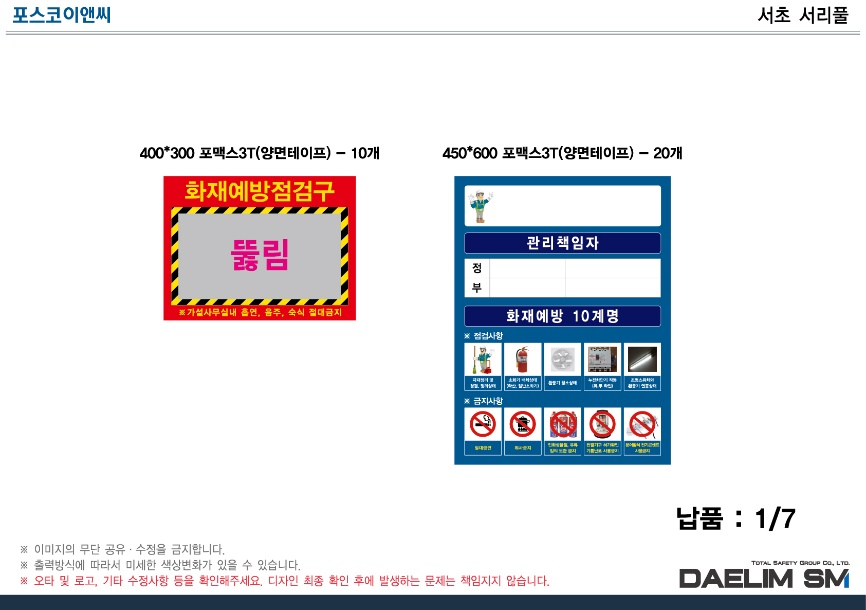 포스코이앤씨
서초 서리풀
400*300 포맥스3T(양면테이프) - 10개
450*600 포맥스3T(양면테이프) - 20개
화재예방점검구
뚫림
※가설사무실내 흡연, 음주, 숙식 절대금지
관리책임자
정
부
화재예방 10계명
※ 점검사항
※ 금지사항
납품 : 1/7
※ 이미지의 무단 공유·수정을 금지합니다.
※ 출력방식에 따라서 미세한 색상변화가 있을 수 있습니다.
※ 오타 및 로고, 기타 수정사항 등을 확인해주세요. 디자인 최종 확인 후에 발생하는 문제는 책임지지 않습니다.
TOTAL SAFETY GROUP CO., LTD.
DAELIM SM